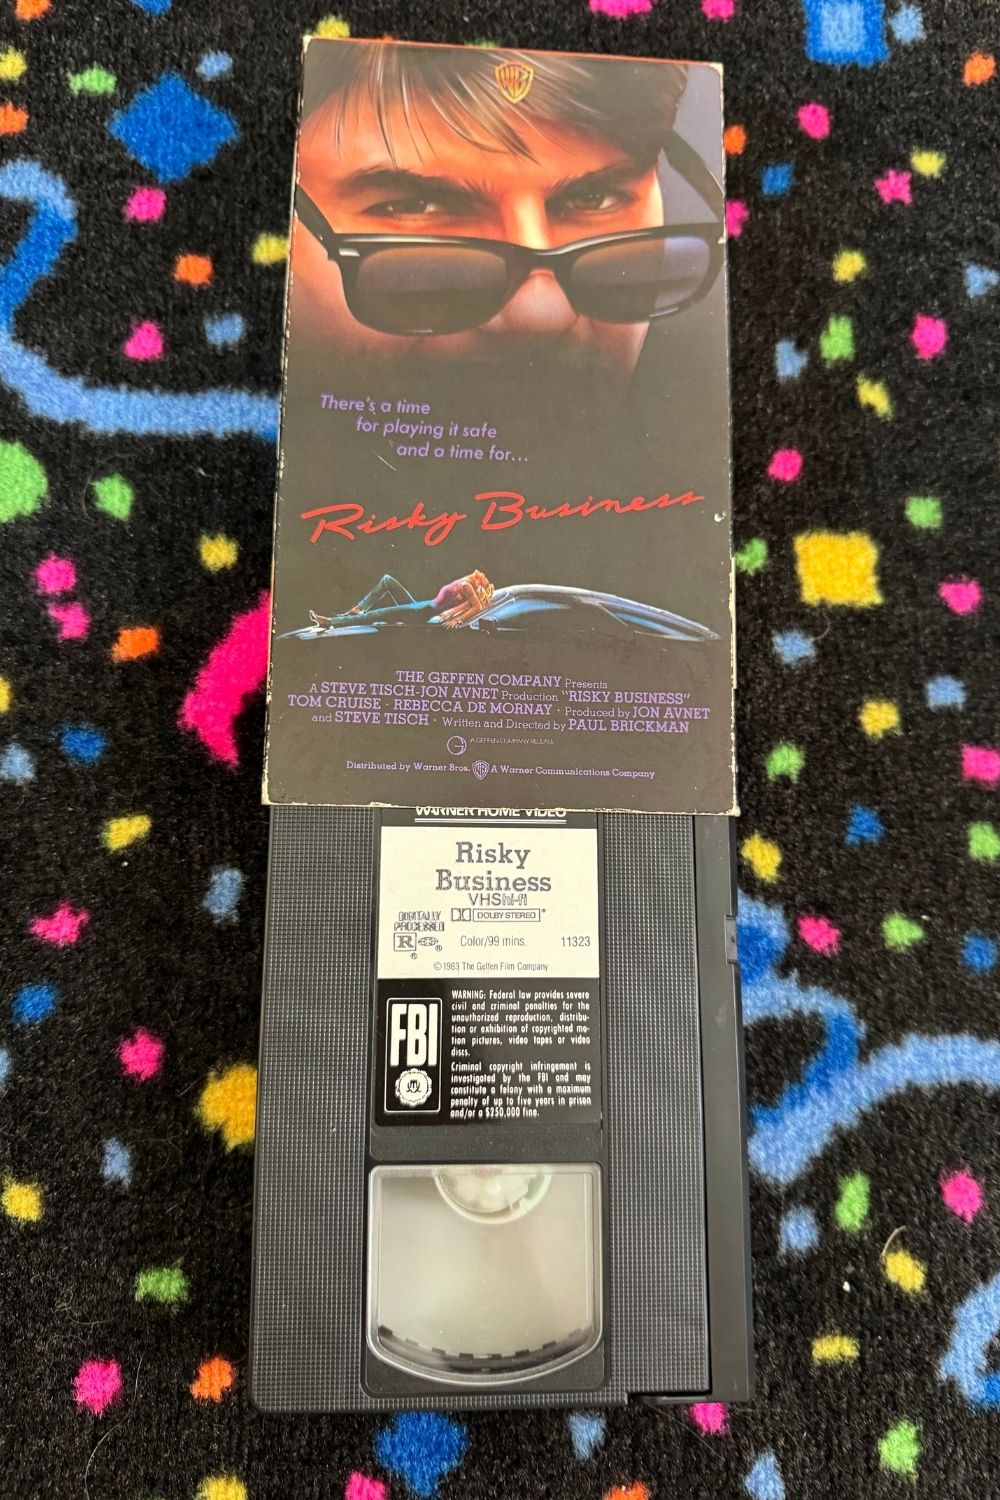 WB
There's a time
for playing it safe
and a time for...
Risky Business
THE GEFFEN COMPANY Presents
A STEVE TISCH-JON AVNET Production "RISKY BUSINESS"
TOM CRUISE · REBECCA DE MORNAY · Produced by JON AVNET
and STEVE TISCH · Written and Directed by PAUL BRICKMAN
A GEFFEN COMPANY RELEASE
Distributed by Warner Bros. WB A Warner Communications Company
WARNER HOME VIDEO
Risky
Business
VHS hi-fi
DIGITALLY
PROCESSED
DOLBY STEREO
R ® ®
Color/99 mins. 11323
© 1983 The Geffen Film Company
FBI
WARNING: Federal law provides severe
civil and criminal penalties for the
unauthorized reproduction, distribu-
tion or exhibition of copyrighted mo-
tion pictures, video tapes or video
discs.
Criminal copyright infringement is
investigated by the FBI and may
constitute a felony with a maximum
penalty of up to five years in prison
and/or a $250,000 fine.